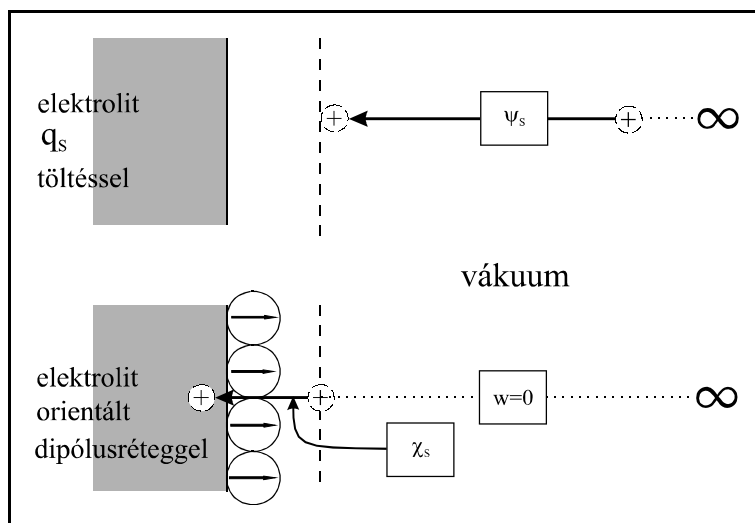 elektrolit
qs
töltéssel
+
ψs
+
∞
vákuum
elektrolit
orientált
dipólusréteggel
+
+
w=0
∞
χs